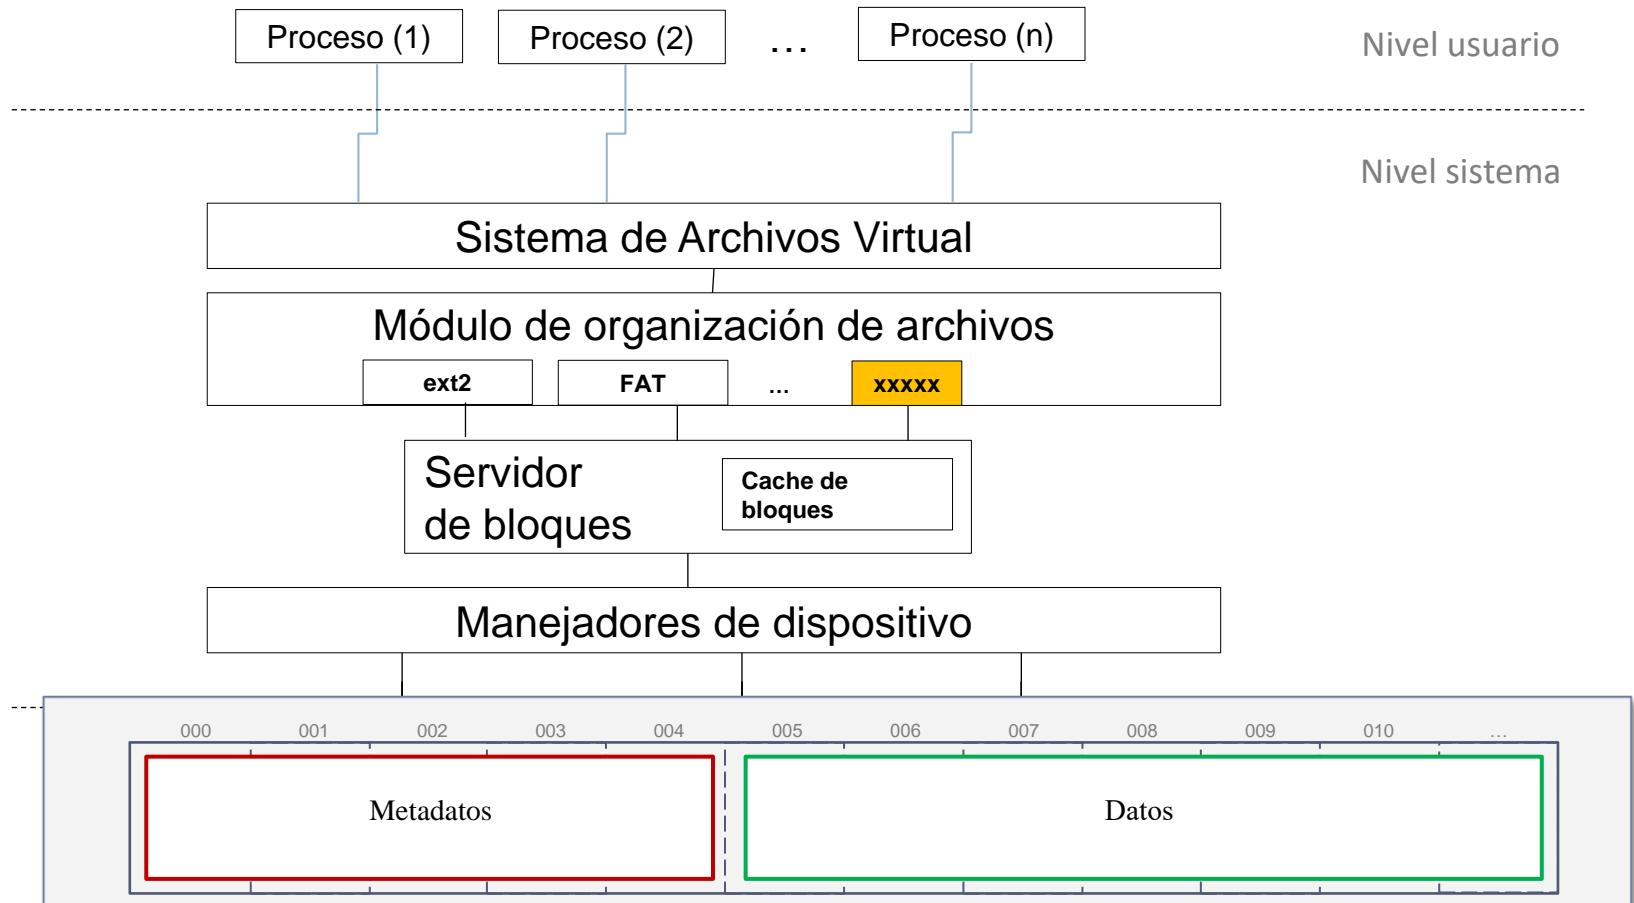 Proceso (1)
Proceso (2)
...
Proceso (n)
Nivel usuario
Nivel sistema
Sistema de Archivos Virtual
Módulo de organización de archivos
ext2
FAT
...
xxxxx
Servidor
de bloques
Cache de
bloques
Manejadores de dispositivo
000 001 002 003 004 005 006 007 008 009 010 ...
Metadatos
Datos